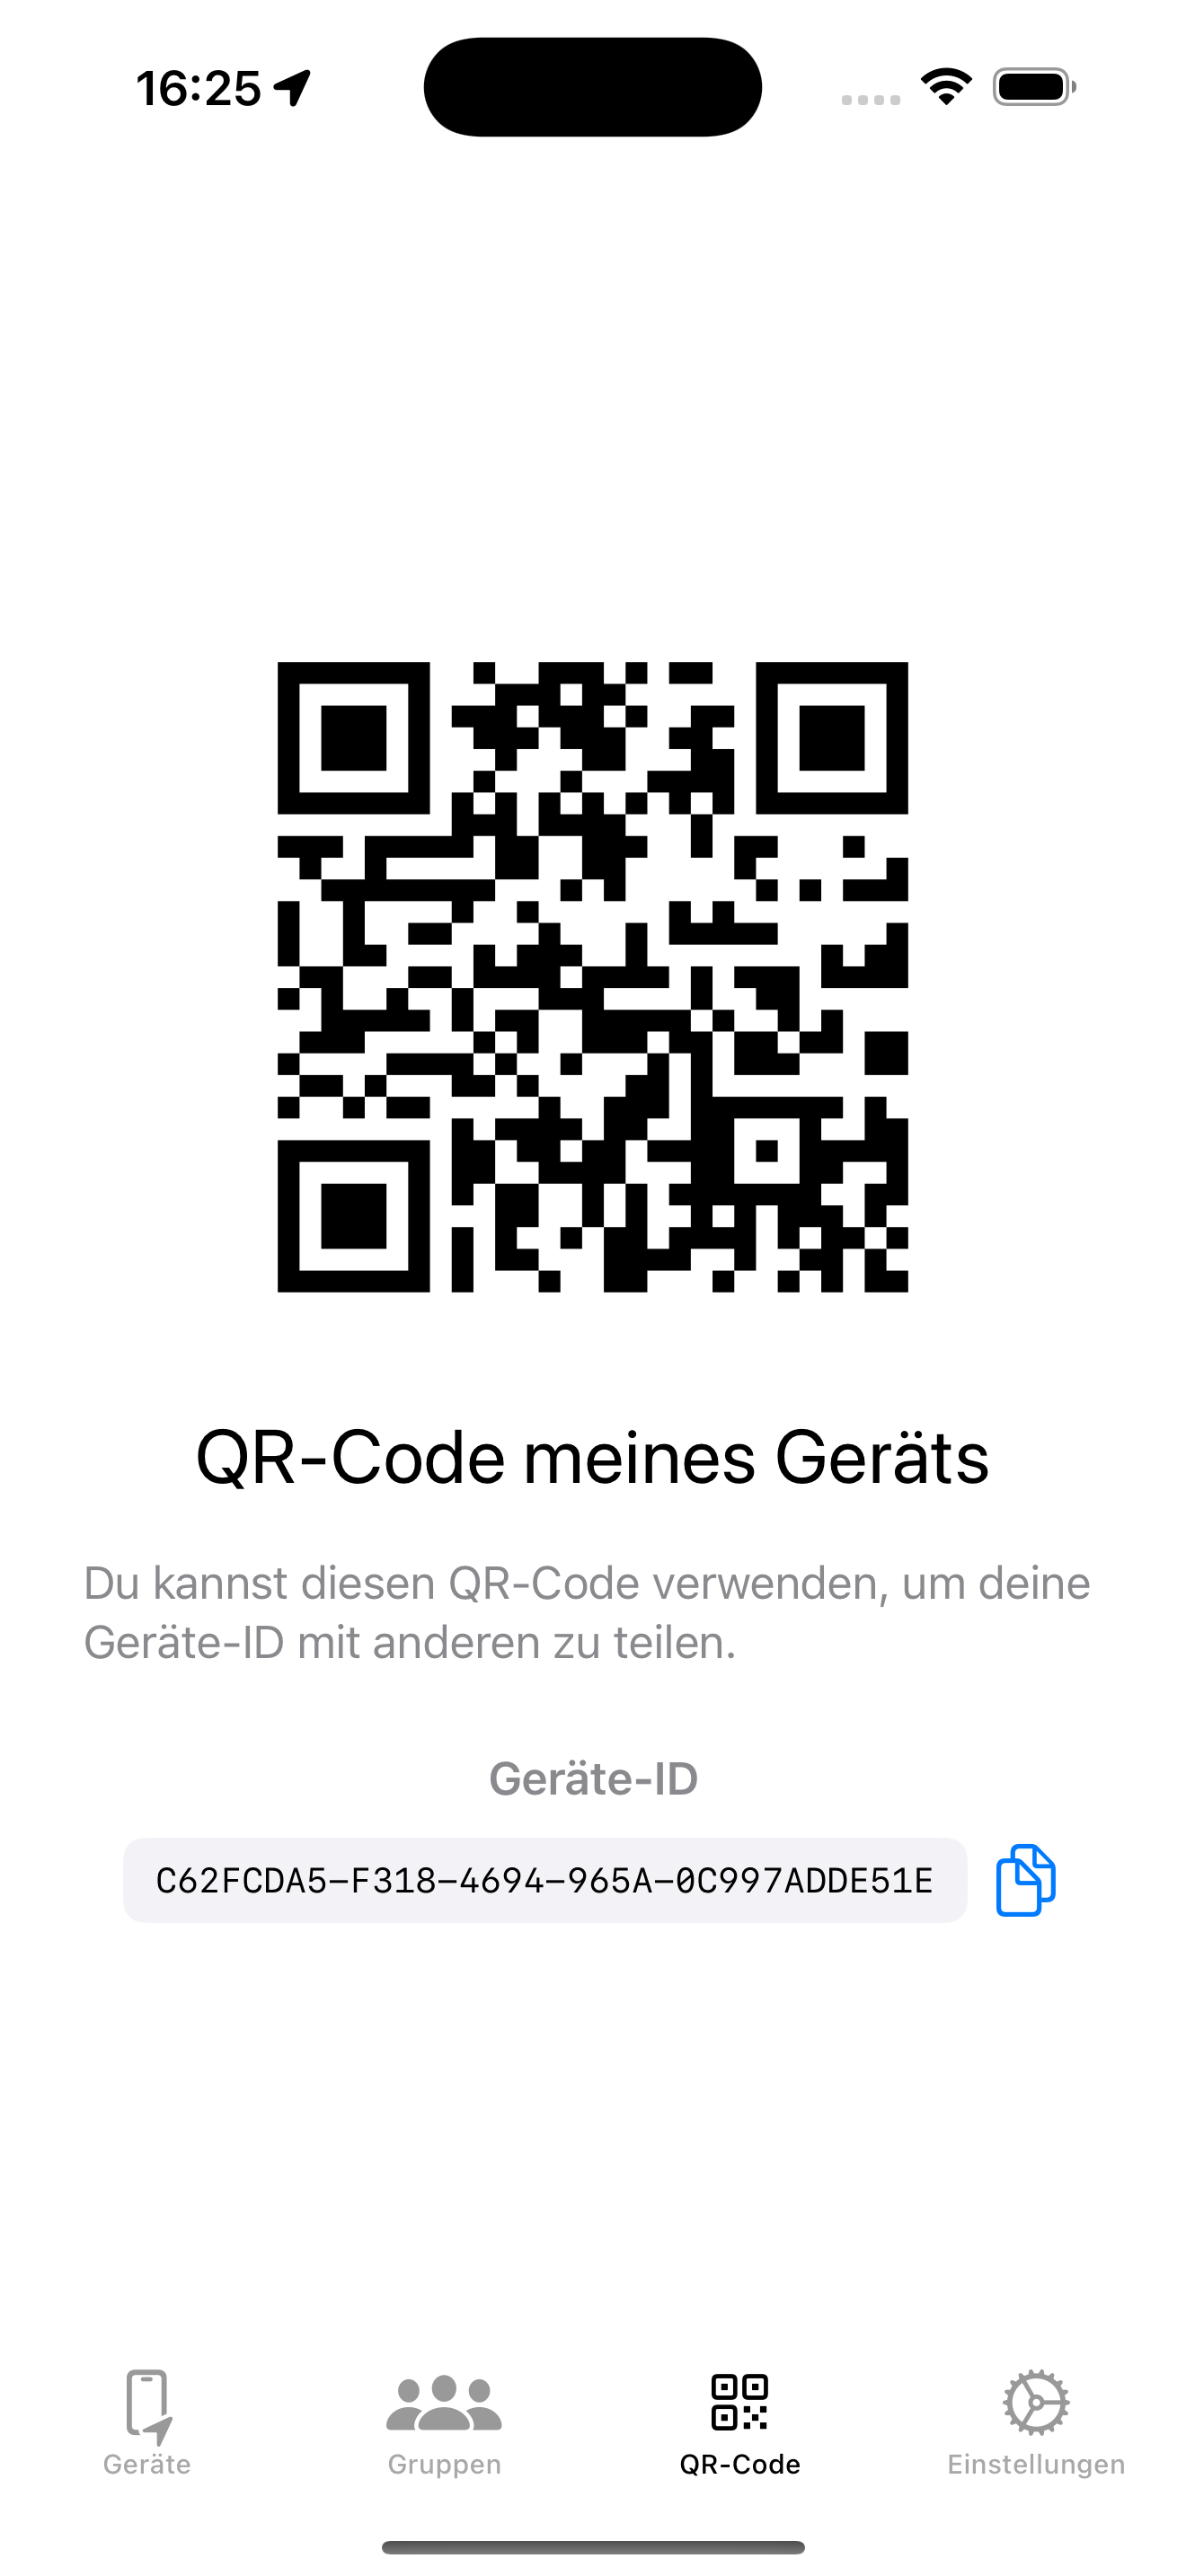 16:25
QR-Code meines Geräts
Du kannst diesen QR-Code verwenden, um deine
Geräte-ID mit anderen zu teilen.
Geräte-ID
C62FCDA5-F318-4694-965A-0C997ADDE51E
Geräte
Gruppen
QR-Code
Einstellungen